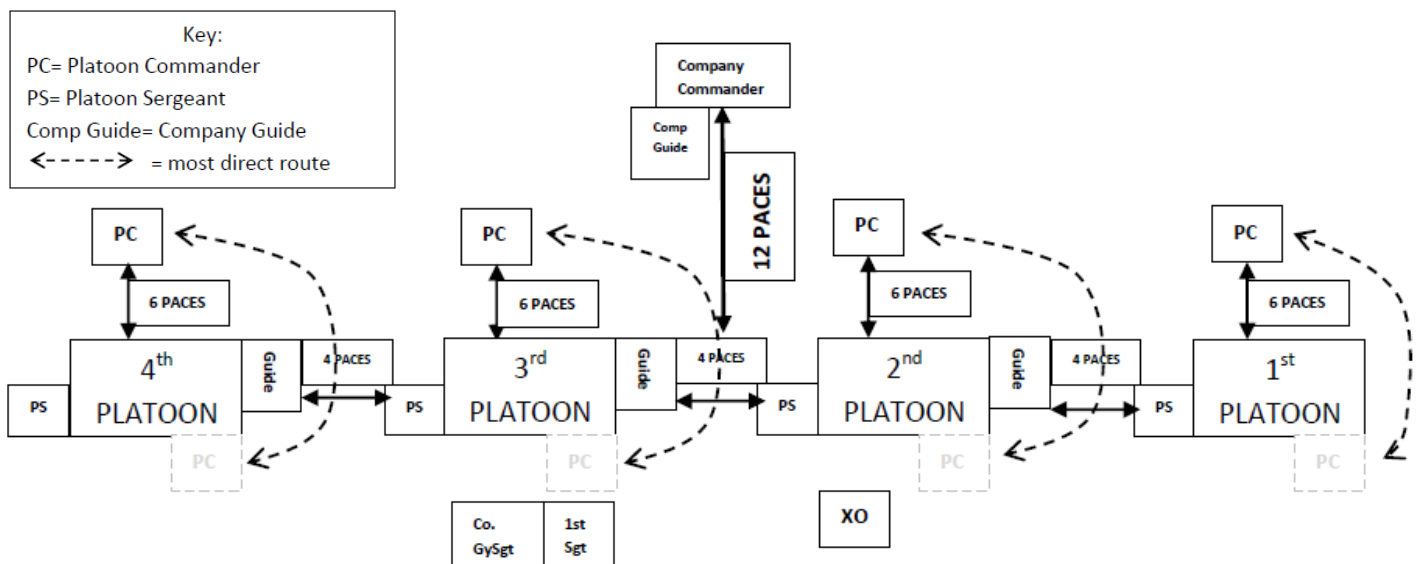 Key:
PC= Platoon Commander
PS= Platoon Sergeant
Comp Guide= Company Guide
= most direct route
Company
Commander
Comp
Guide
12 PACES
PC
PC
PC
PC
6 PACES
6 PACES
6 PACES
6 PACES
PS
4th
PLATOON
Guide
4 PACES
PS
3rd
PLATOON
Guide
4 PACES
PS
2nd
PLATOON
Guide
4 PACES
PS
1st
PLATOON
PC
PC
PC
PC
Co.
GySgt
1st
Sgt
XO